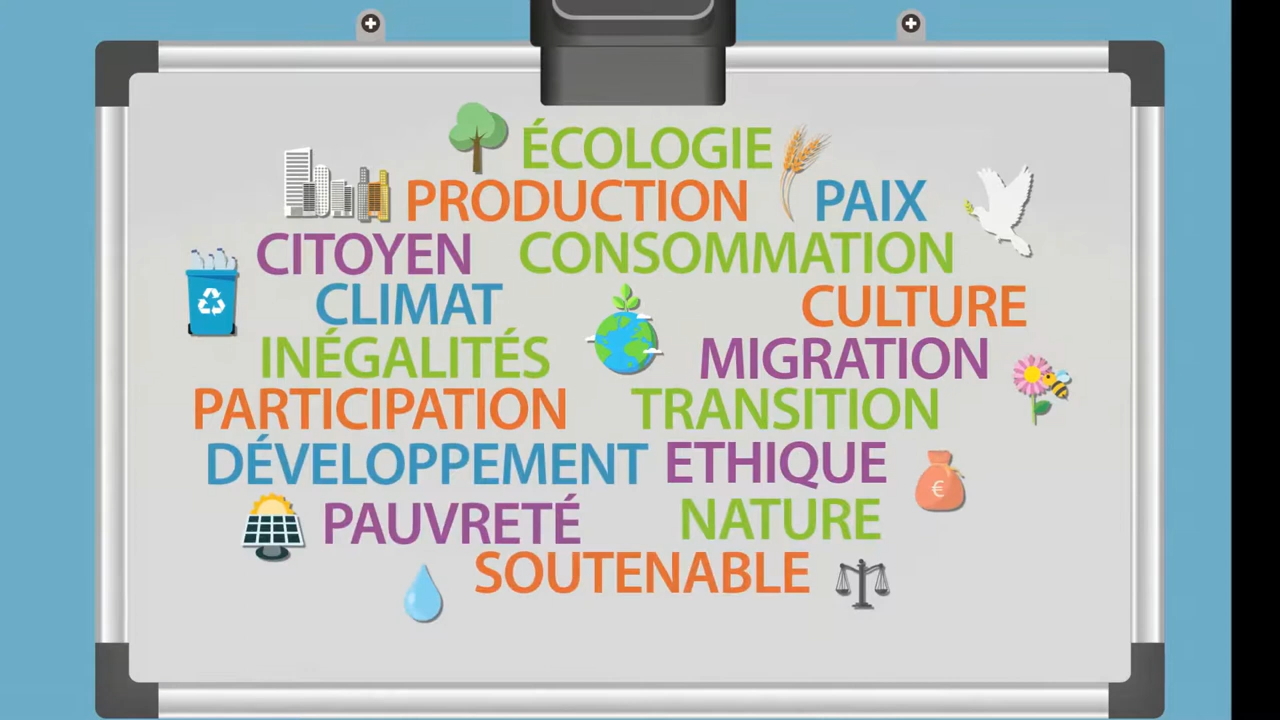 ÉCOLOGIE
PRODUCTION PAIX
CITOYEN CONSOMMATION
CLIMAT CULTURE
INÉGALITÉS MIGRATION
PARTICIPATION TRANSITION
DÉVELOPPEMENT ETHIQUE
PAUVRETÉ NATURE
SOUTENABLE
€